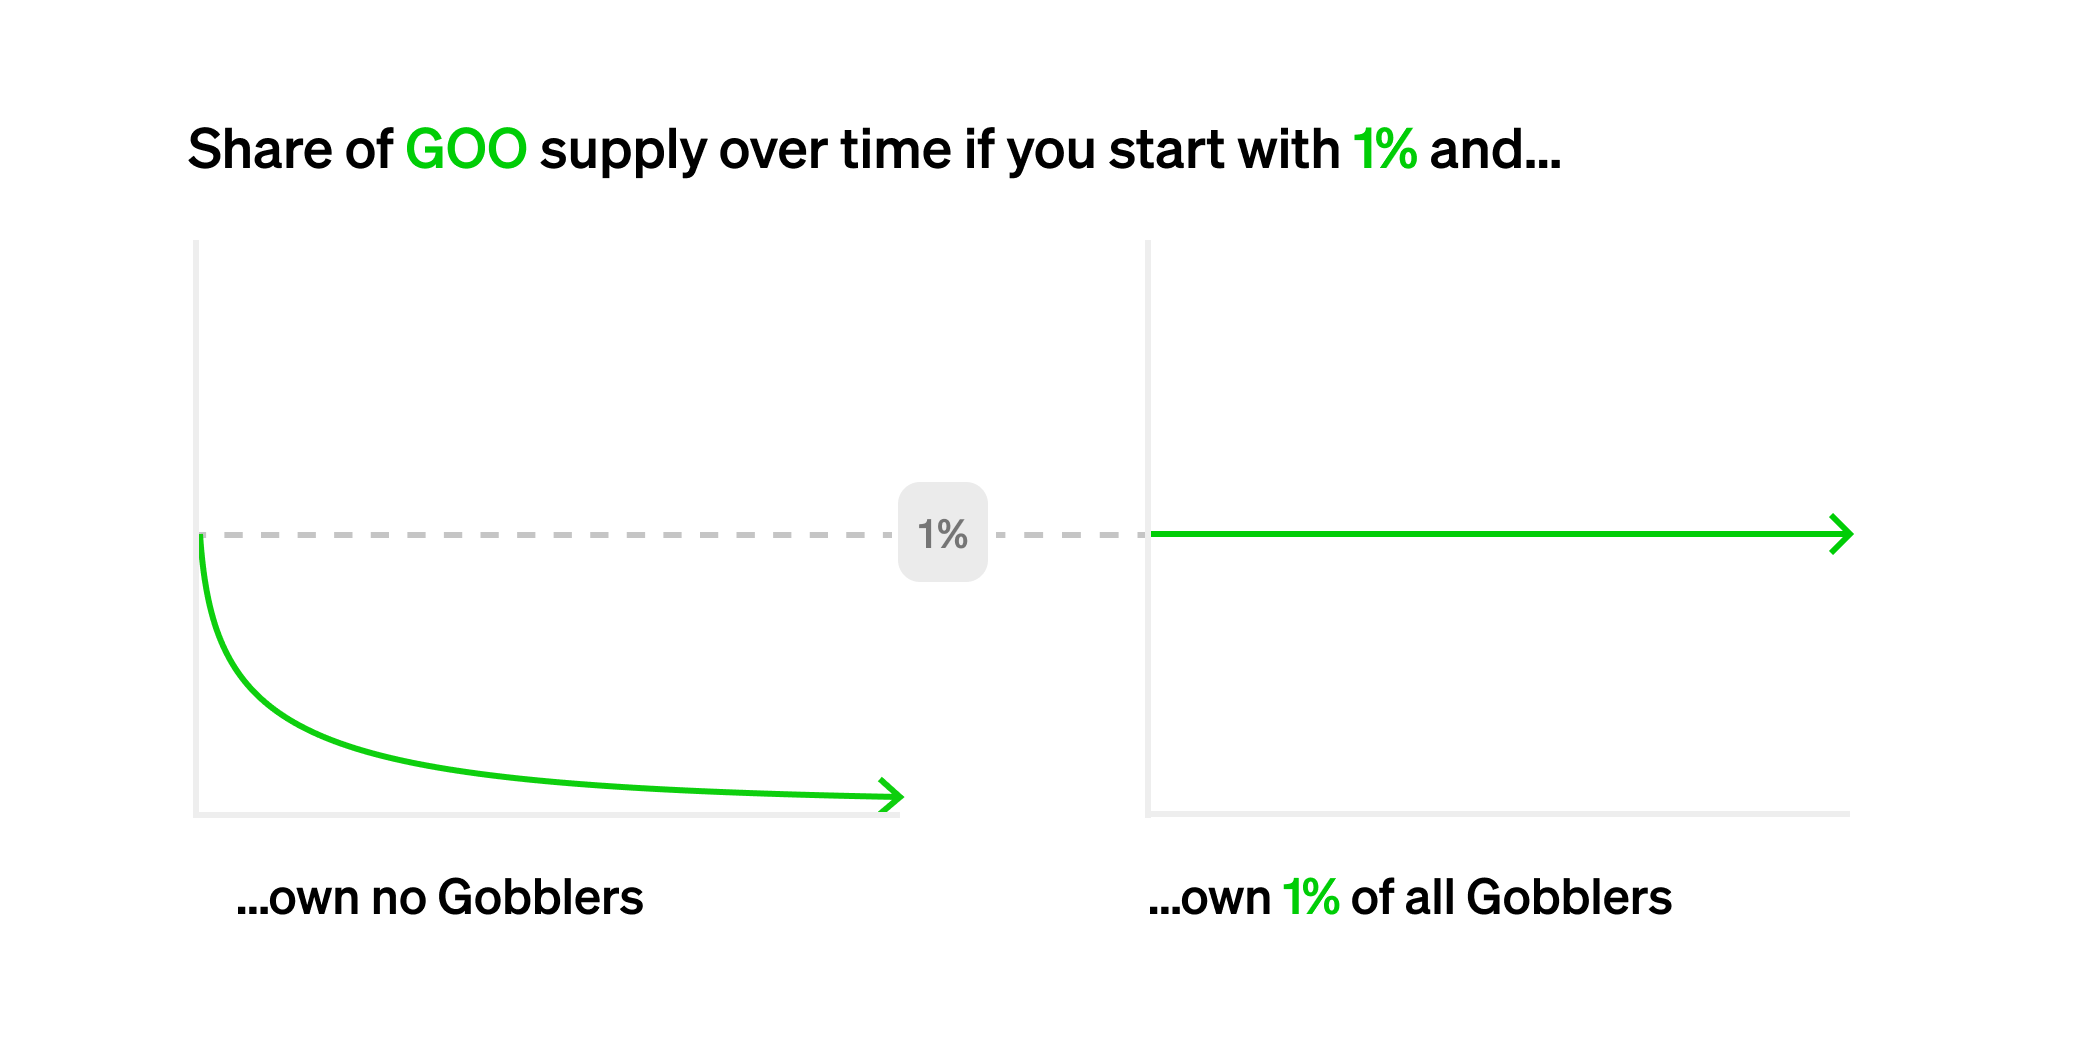 Share of GOO supply over time if you start with 1% and...
1%
...own no Gobblers
...own 1% of all Gobblers